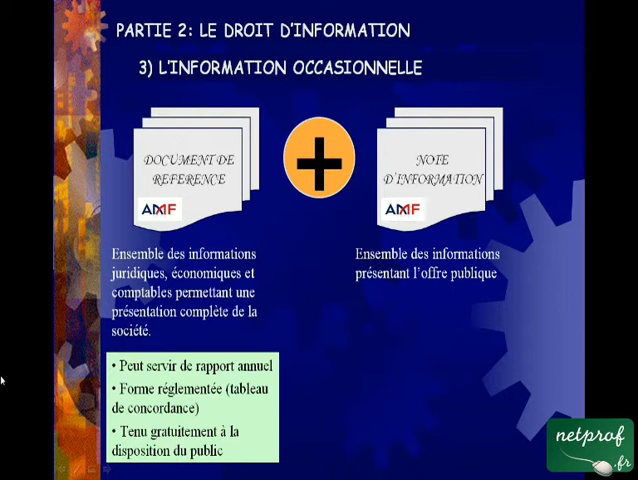 PARTIE 2: LE DROIT D'INFORMATION
3) L'INFORMATION OCCASIONNELLE
DOCUMENT DE
REFERENCE
AMF
NOTE
D'INFORMATION
AMF
Ensemble des informations
juridiques, économiques et
comptables permettant une
présentation complète de la
société.
Ensemble des informations
présentant l'offre publique
• Peut servir de rapport annuel
• Forme réglementée (tableau
de concordance)
• Tenu gratuitement à la
disposition du public
netprof
.fr